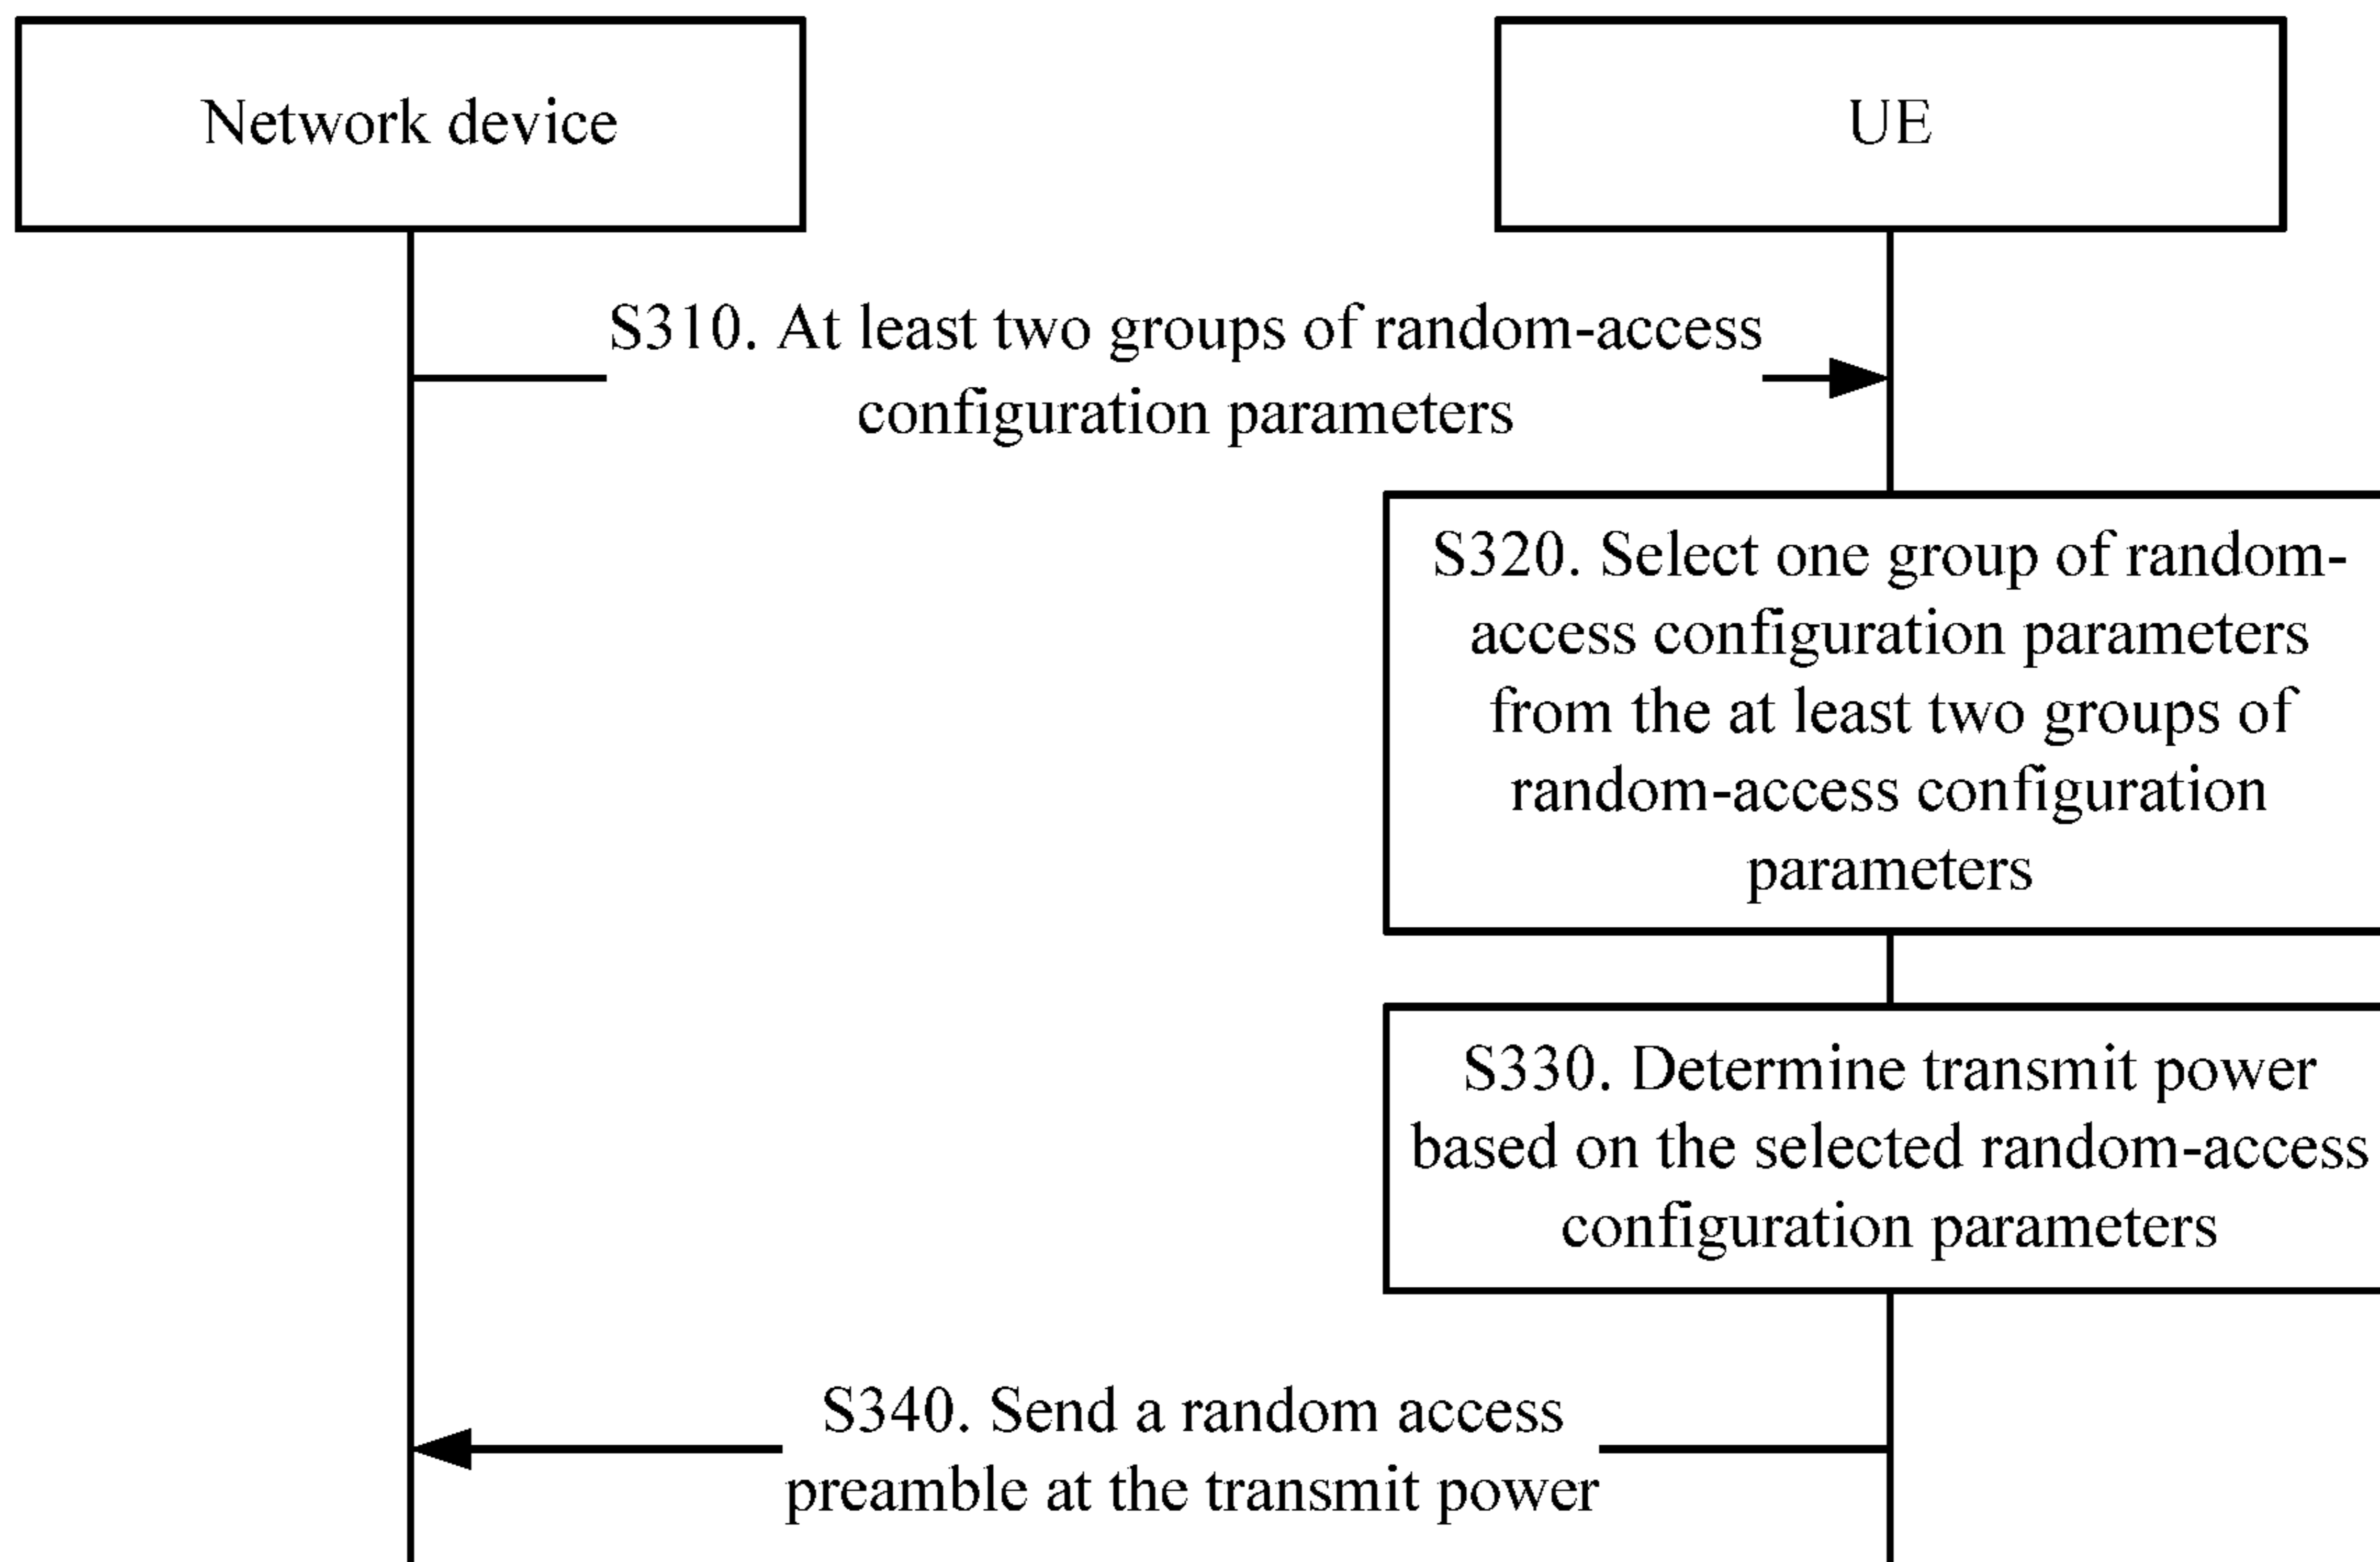 Network device
UE
S310. At least two groups of random-access
configuration parameters
S320. Select one group of random-
access configuration parameters
from the at least two groups of
random-access configuration
parameters
S330. Determine transmit power
based on the selected random-access
configuration parameters
S340. Send a random access
preamble at the transmit power